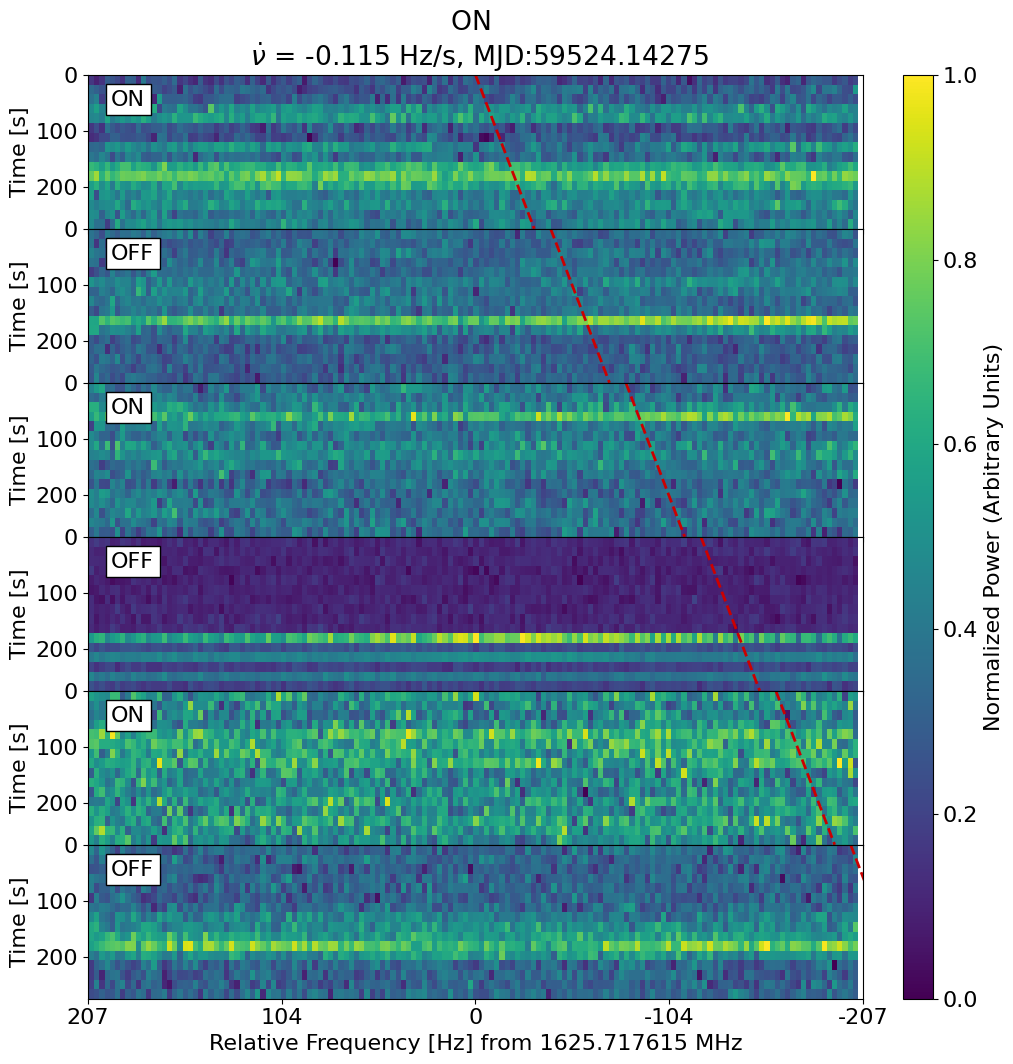 ON
ν̇ = -0.115 Hz/s, MJD:59524.14275
0
ON
100
Time [s]
200
0
OFF
100
Time [s]
200
0
ON
100
Time [s]
200
0
OFF
100
Time [s]
200
0
ON
100
Time [s]
200
0
OFF
100
Time [s]
200
207 104 0 -104 -207
Relative Frequency [Hz] from 1625.717615 MHz
1.0
0.8
0.6
0.4
0.2
0.0
Normalized Power (Arbitrary Units)